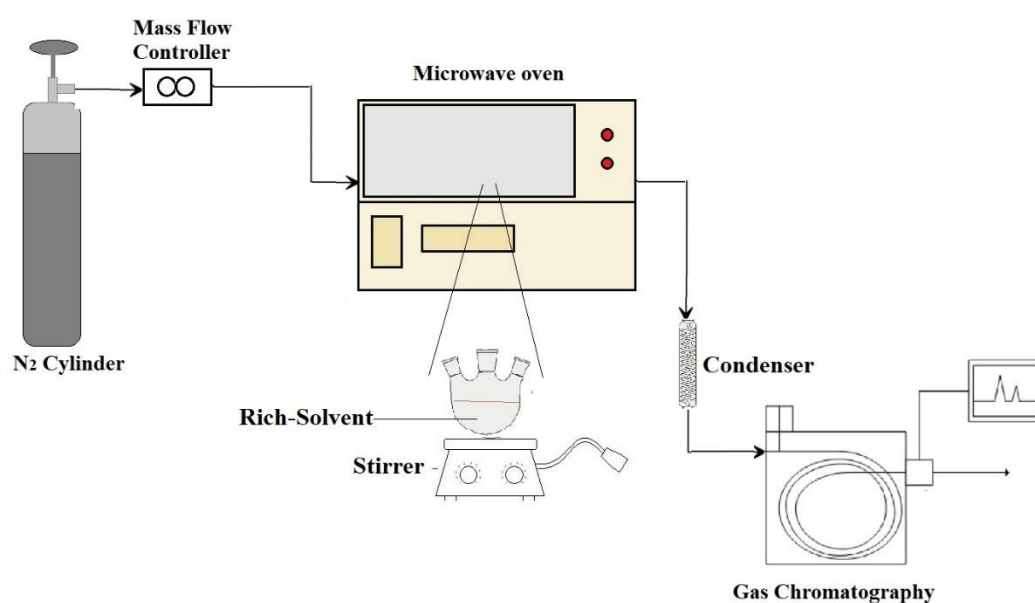 Mass Flow
Controller
Microwave oven
N2 Cylinder
Condenser
Rich-Solvent
Stirrer
Gas Chromatography